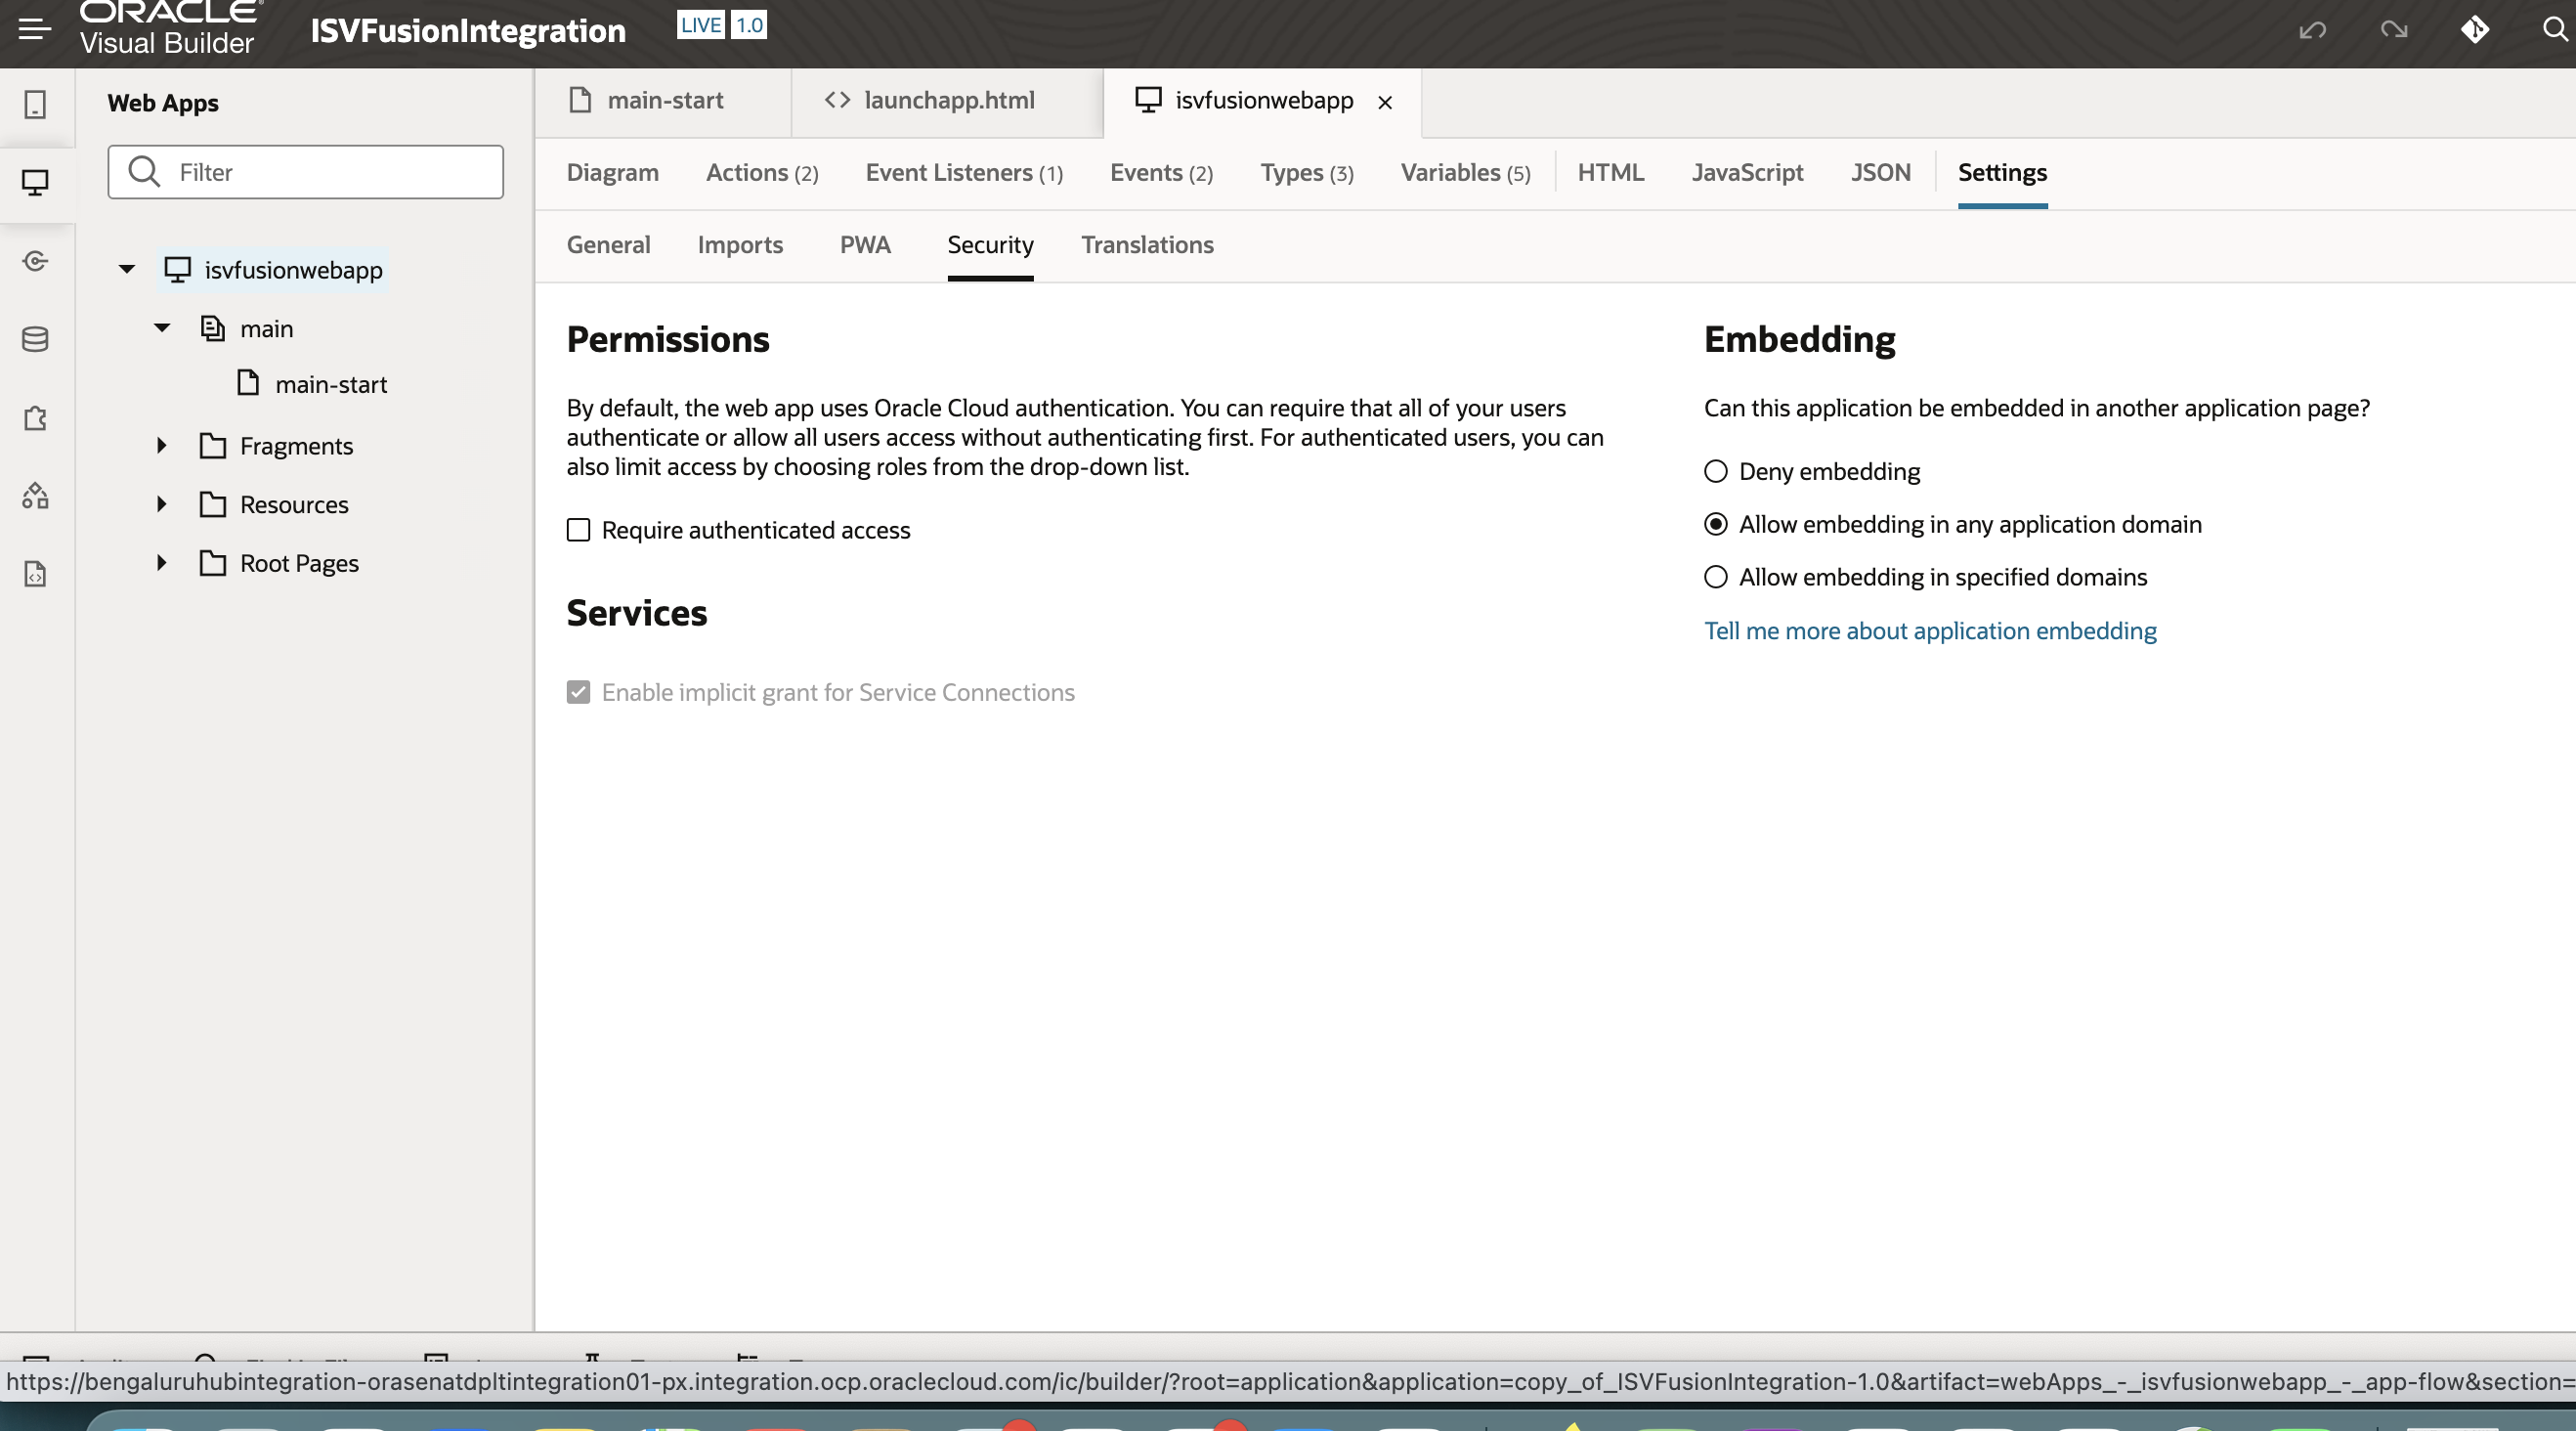 ORACLE
Visual Builder
ISVFusionIntegration
LIVE 1.0
Web Apps
Filter
isvfusionwebapp
main
main-start
Fragments
Resources
Root Pages
main-start
<> launchapp.html
isvfusionwebapp ×
Diagram Actions (2) Event Listeners (1) Events (2) Types (3) Variables (5) HTML JavaScript JSON Settings
General Imports PWA Security Translations
Permissions
By default, the web app uses Oracle Cloud authentication. You can require that all of your users
authenticate or allow all users access without authenticating first. For authenticated users, you can
also limit access by choosing roles from the drop-down list.
Require authenticated access
Services
Enable implicit grant for Service Connections
Embedding
Can this application be embedded in another application page?
Deny embedding
Allow embedding in any application domain
Allow embedding in specified domains
Tell me more about application embedding
https://bengaluruhubintegration-orasenatdpltintegration01-px.integration.ocp.oraclecloud.com/ic/builder/?root=application&application=copy_of_ISVFusionIntegration-1.0&artifact=webApps_-_isvfusionwebapp_-_app-flow&section=